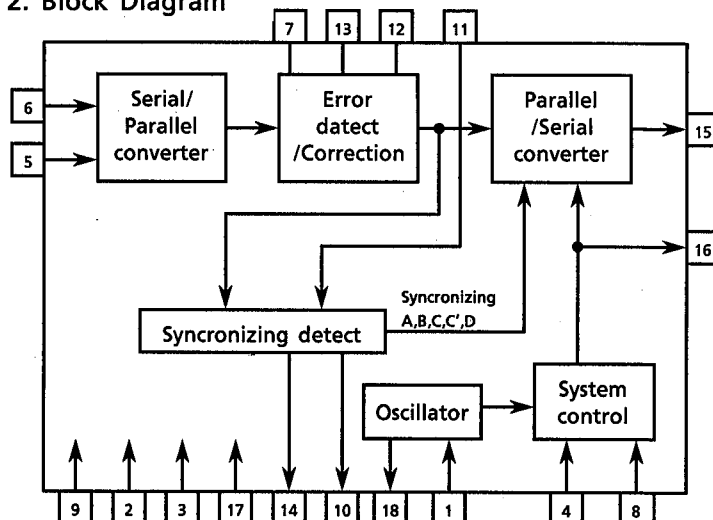 2. Block Diagram
7 13 12 11
6
5
Serial/
Parallel
converter
Error
datect
/Correction
Parallel
/Serial
converter
15
16
Syncronizing
A,B,C,C',D
Syncronizing detect
Oscillator
System
control
9 2 3 17 14 10 18 1 4 8